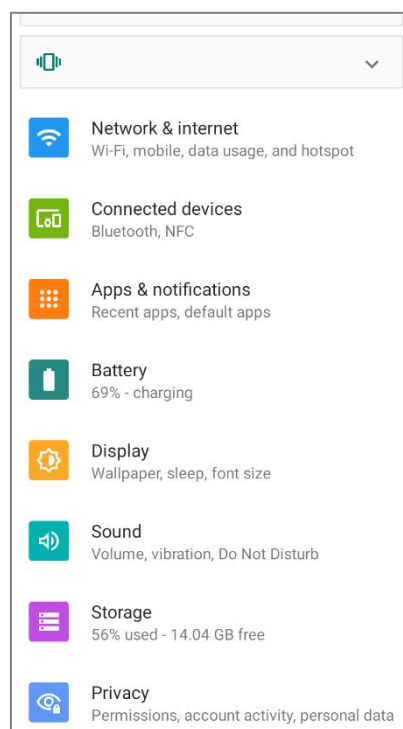 Network & internet
Wi-Fi, mobile, data usage, and hotspot
Connected devices
Bluetooth, NFC
Apps & notifications
Recent apps, default apps
Battery
69% - charging
Display
Wallpaper, sleep, font size
Sound
Volume, vibration, Do Not Disturb
Storage
56% used - 14.04 GB free
Privacy
Permissions, account activity, personal data